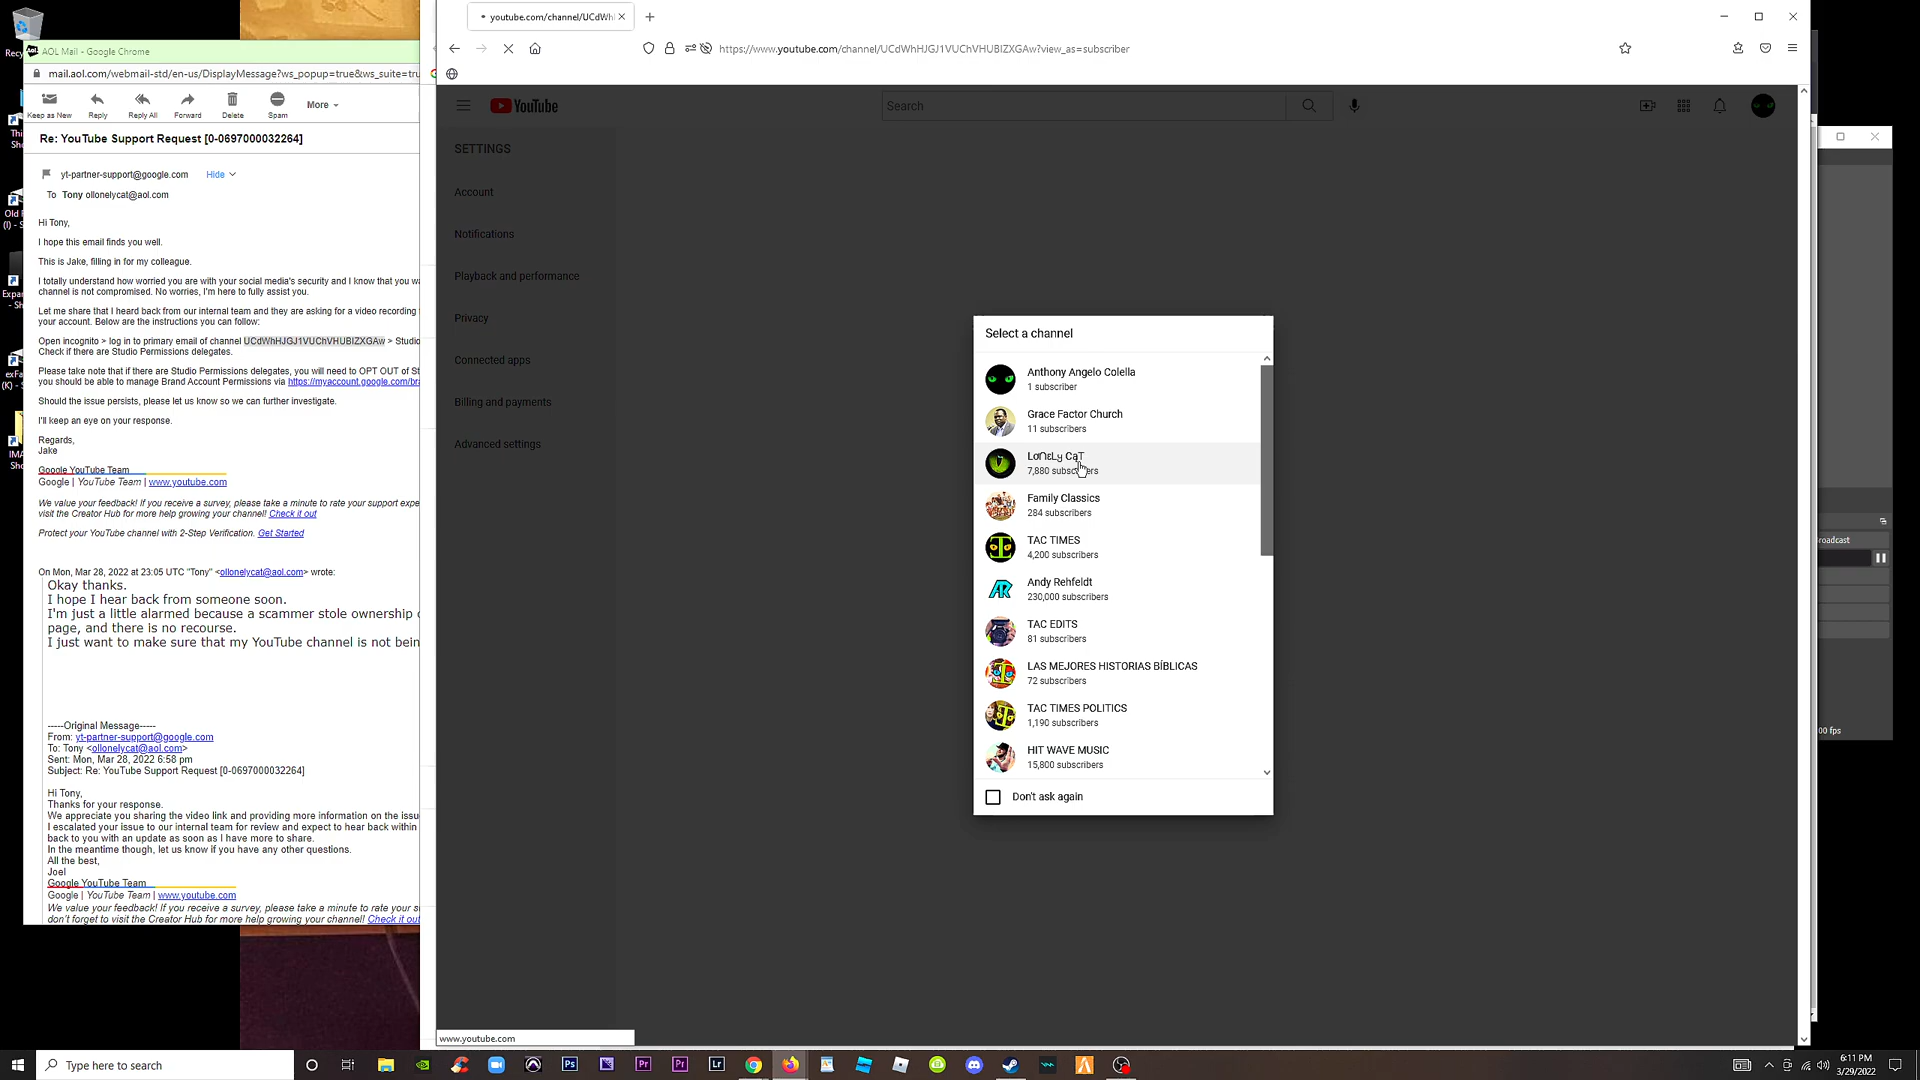 Recy
Thi
Sho
Old F
(I) - S
Expar
- Sho
exFa
(K) - S
IMA
Sho
AOL Mail - Google Chrome
mail.aol.com/webmail-std/en-us/DisplayMessage?ws_popup=true&ws_suite=tru
Keep as New
Reply
Reply All
Forward
Delete
Spam
More
Re: YouTube Support Request [0-0697000032264]
yt-partner-support@google.com Hide
To Tony ollonelycat@aol.com
Hi Tony,
I hope this email finds you well.
This is Jake, filling in for my colleague.
I totally understand how worried you are with your social media's security and I know that you wa
channel is not compromised. No worries, I'm here to fully assist you.
Let me share that I heard back from our internal team and they are asking for a video recording
your account. Below are the instructions you can follow:
Open incognito > log in to primary email of channel UCdWhHJGJ1VUChVHUBIZXGAw > Studio
Check if there are Studio Permissions delegates.
Please take note that if there are Studio Permissions delegates, you will need to OPT OUT of St
you should be able to manage Brand Account Permissions via https://myaccount.google.com/bra
Should the issue persists, please let us know so we can further investigate.
I'll keep an eye on your response.
Regards,
Jake
Google YouTube Team
Google | YouTube Team | www.youtube.com
We value your feedback! If you receive a survey, please take a minute to rate your support expe
visit the Creator Hub for more help growing your channel! Check it out
Protect your YouTube channel with 2-Step Verification. Get Started
On Mon, Mar 28, 2022 at 23:05 UTC "Tony" <ollonelycat@aol.com> wrote:
Okay thanks.
I hope I hear back from someone soon.
I'm just a little alarmed because a scammer stole ownership o
page, and there is no recourse.
I just want to make sure that my YouTube channel is not bein
-----Original Message-----
From: yt-partner-support@google.com
To: Tony <ollonelycat@aol.com>
Sent: Mon, Mar 28, 2022 6:58 pm
Subject: Re: YouTube Support Request [0-0697000032264]
Hi Tony,
Thanks for your response.
We appreciate you sharing the video link and providing more information on the issu
I escalated your issue to our internal team for review and expect to hear back within
back to you with an update as soon as I have more to share.
In the meantime though, let us know if you have any other questions.
All the best,
Joel
Google YouTube Team
Google | YouTube Team | www.youtube.com
We value your feedback! If you receive a survey, please take a minute to rate your s
don't forget to visit the Creator Hub for more help growing your channel! Check it out
youtube.com/channel/UCdWh
https://www.youtube.com/channel/UCdWhHJGJ1VUChVHUBIZXGAw?view_as=subscriber
YouTube
Search
SETTINGS
Account
Notifications
Playback and performance
Privacy
Connected apps
Billing and payments
Advanced settings
Select a channel
Anthony Angelo Colella
1 subscriber
Grace Factor Church
11 subscribers
LσՈεLყ CąT
7,880 subscribers
Family Classics
284 subscribers
TAC TIMES
4,200 subscribers
Andy Rehfeldt
230,000 subscribers
TAC EDITS
81 subscribers
LAS MEJORES HISTORIAS BÍBLICAS
72 subscribers
TAC TIMES POLITICS
1,190 subscribers
HIT WAVE MUSIC
15,800 subscribers
Don't ask again
roadcast
00 fps
www.youtube.com
Type here to search
Ps
Pr
Pr
Lr
6:11 PM
3/29/2022